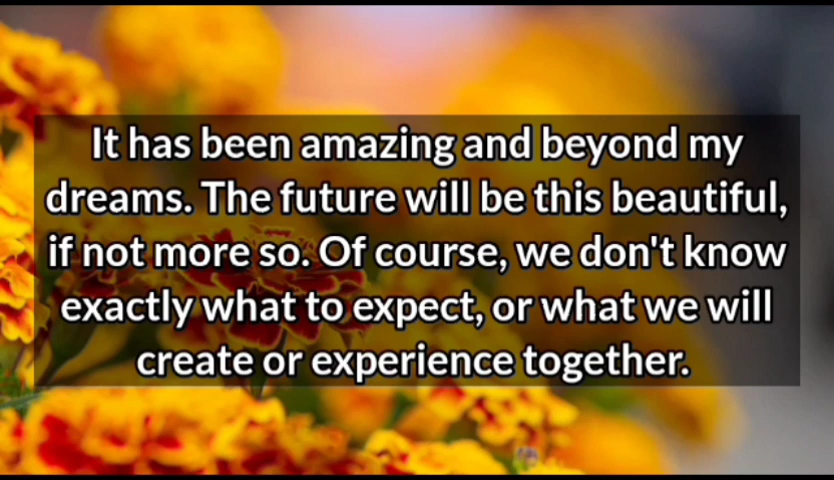 It has been amazing and beyond my
dreams. The future will be this beautiful,
if not more so. Of course, we don't know
exactly what to expect, or what we will
create or experience together.